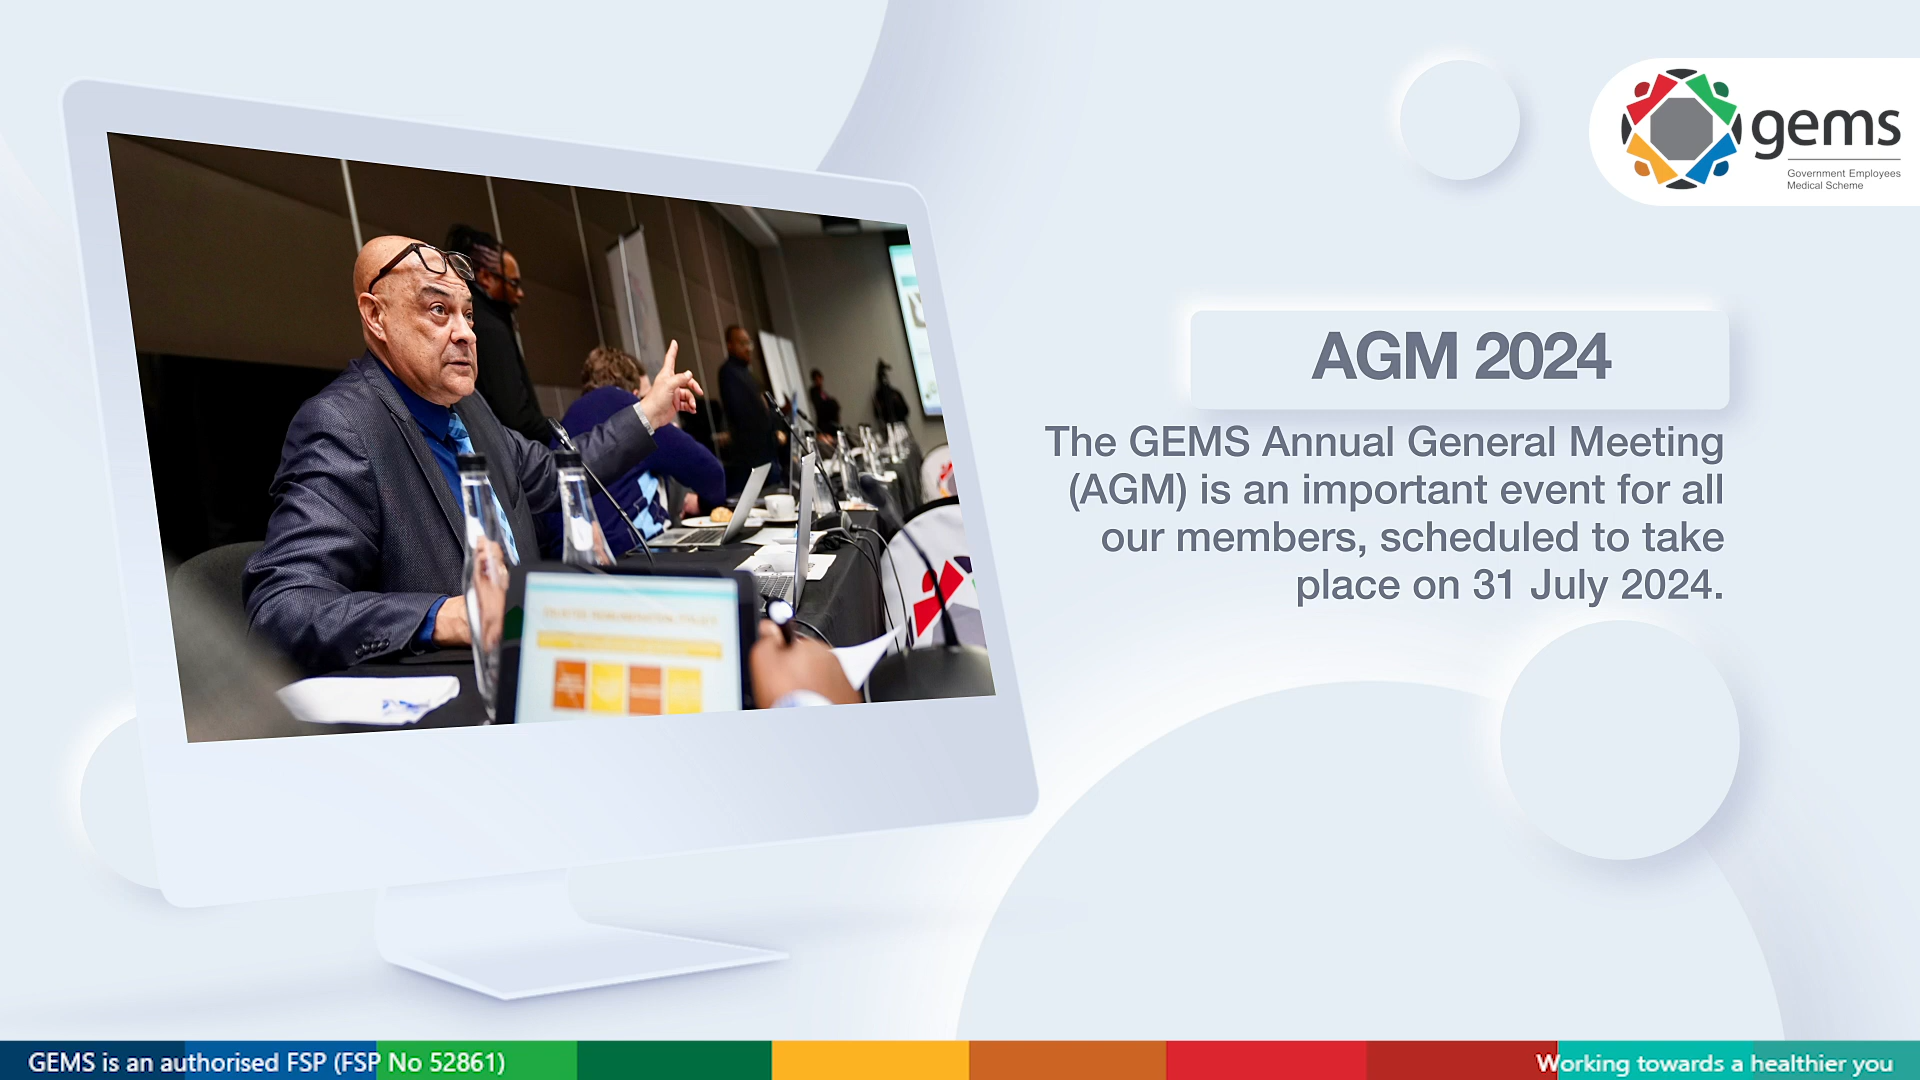 gems
Government Employees
Medical Scheme
AGM 2024
The GEMS Annual General Meeting
(AGM) is an important event for all
our members, scheduled to take
place on 31 July 2024.
GEMS is an authorised FSP (FSP No 52861)
Working towards a healthier you